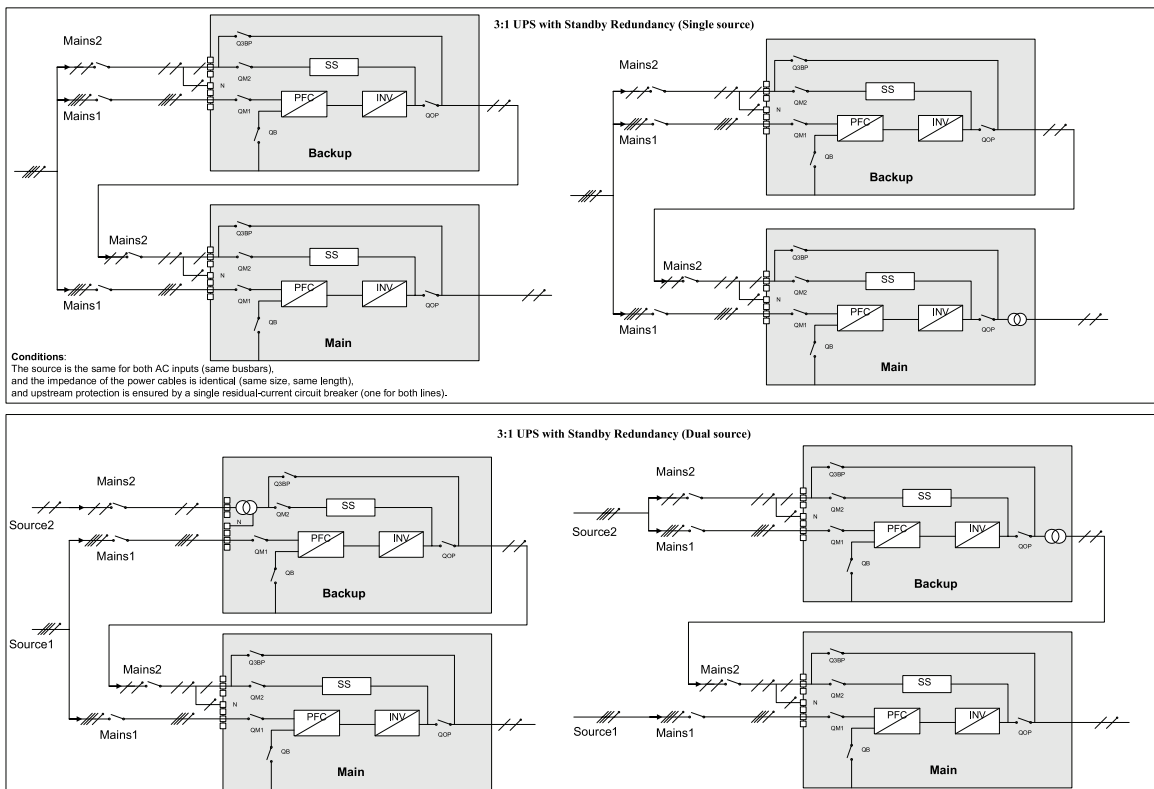 3:1 UPS with Standby Redundancy (Single source)
Mains2
Q3BP
QM2
SS
N
Mains1
QM1
PFC
INV
QOP
QB
Backup
Mains2
Q3BP
QM2
SS
N
Mains1
QM1
PFC
INV
QOP
QB
Main
Mains2
Q3BP
QM2
SS
N
Mains1
QM1
PFC
INV
QOP
QB
Backup
Mains2
Q3BP
QM2
SS
N
Mains1
QM1
PFC
INV
QOP
QB
Main
Conditions:
The source is the same for both AC inputs (same busbars),
and the impedance of the power cables is identical (same size, same length),
and upstream protection is ensured by a single residual-current circuit breaker (one for both lines).
3:1 UPS with Standby Redundancy (Dual source)
Mains2
Source2
Q3BP
QM2
SS
N
Mains1
QM1
PFC
INV
QOP
QB
Backup
Source1
Mains2
Q3BP
QM2
SS
N
Mains1
QM1
PFC
INV
QOP
QB
Main
Mains2
Source2
Q3BP
QM2
SS
N
Mains1
QM1
PFC
INV
QOP
QB
Backup
Mains2
Q3BP
QM2
SS
N
Source1
Mains1
QM1
PFC
INV
QOP
QB
Main